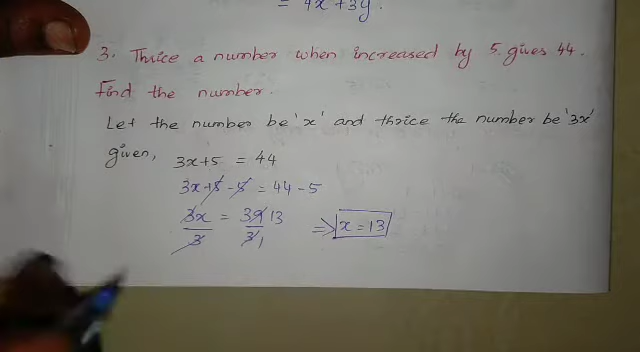 = 4x + 3y.
3. Thrice a number when increased by 5. gives 44.
Find the number.
Let the number be 'x' and thrice the number be '3x'
given, 3x+5 = 44
3x+5-5 = 44-5
3x/3 = 39/3 13 1 ⇒ x = 13